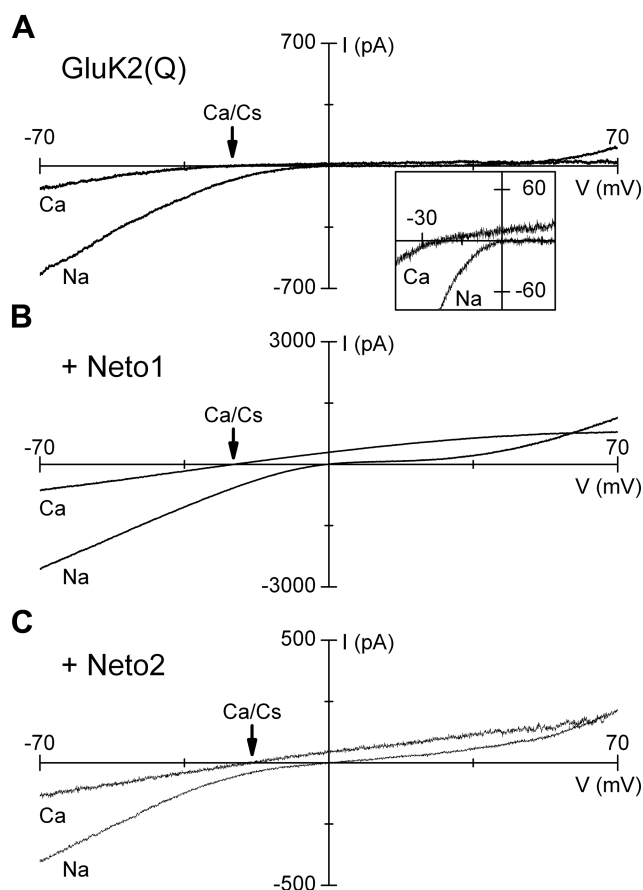 A
700
I (pA)
GluK2(Q)
Ca/Cs
-70
70
V (mV)
Ca
Na
-700
60
-30
Ca
Na
-60
B
3000
I (pA)
+ Neto1
Ca/Cs
-70
70
V (mV)
Ca
Na
-3000
C
500
I (pA)
+ Neto2
Ca/Cs
-70
70
V (mV)
Ca
Na
-500